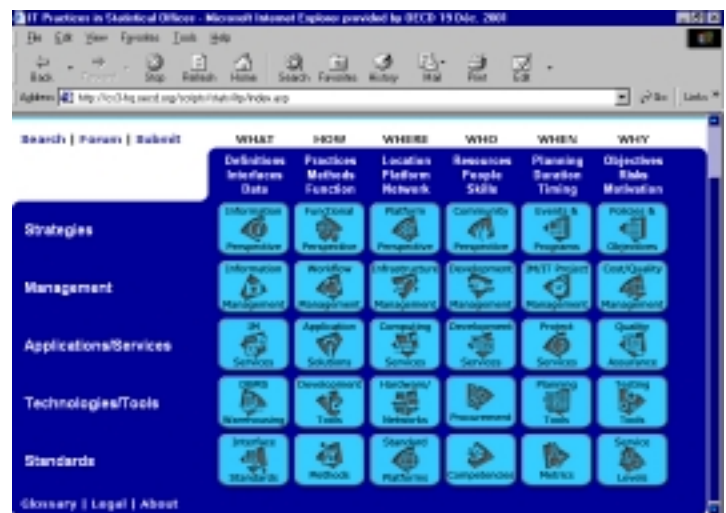 IT Practices in Statistical Offices - Microsoft Internet Explorer provided by OECD 19 Déc. 2001
File Edit View Favorites Tools Help
Back Forward Stop Refresh Home Search Favorites History Mail Print Edit
Address Go Links
Search | Forum | Submit WHAT HOW WHERE WHO WHEN WHY
Definitions Practices Location Resources Planning Objectives
Interfaces Methods Platform People Duration Risks
Data Function Network Skills Timing Motivation
Information Functional Platform Community Events & Policies &
Strategies
Perspective Perspective Perspective Perspective Programs Objectives
Information Workflow Infrastructure Development IM/IT Project Cost/Quality
Management
Management Management Management Management Management Management
IM Application Computing Development Project Quality
Applications/Services
Services Solutions Services Services Services Assurance
DBMS Development Hardware/ Planning Testing
Technologies/Tools
Warehousing Tools Networks Procurement Tools Tools
Interface Standard Service
Standards
Standards Methods Platforms Competencies Metrics Levels
Glossary | Legal | About